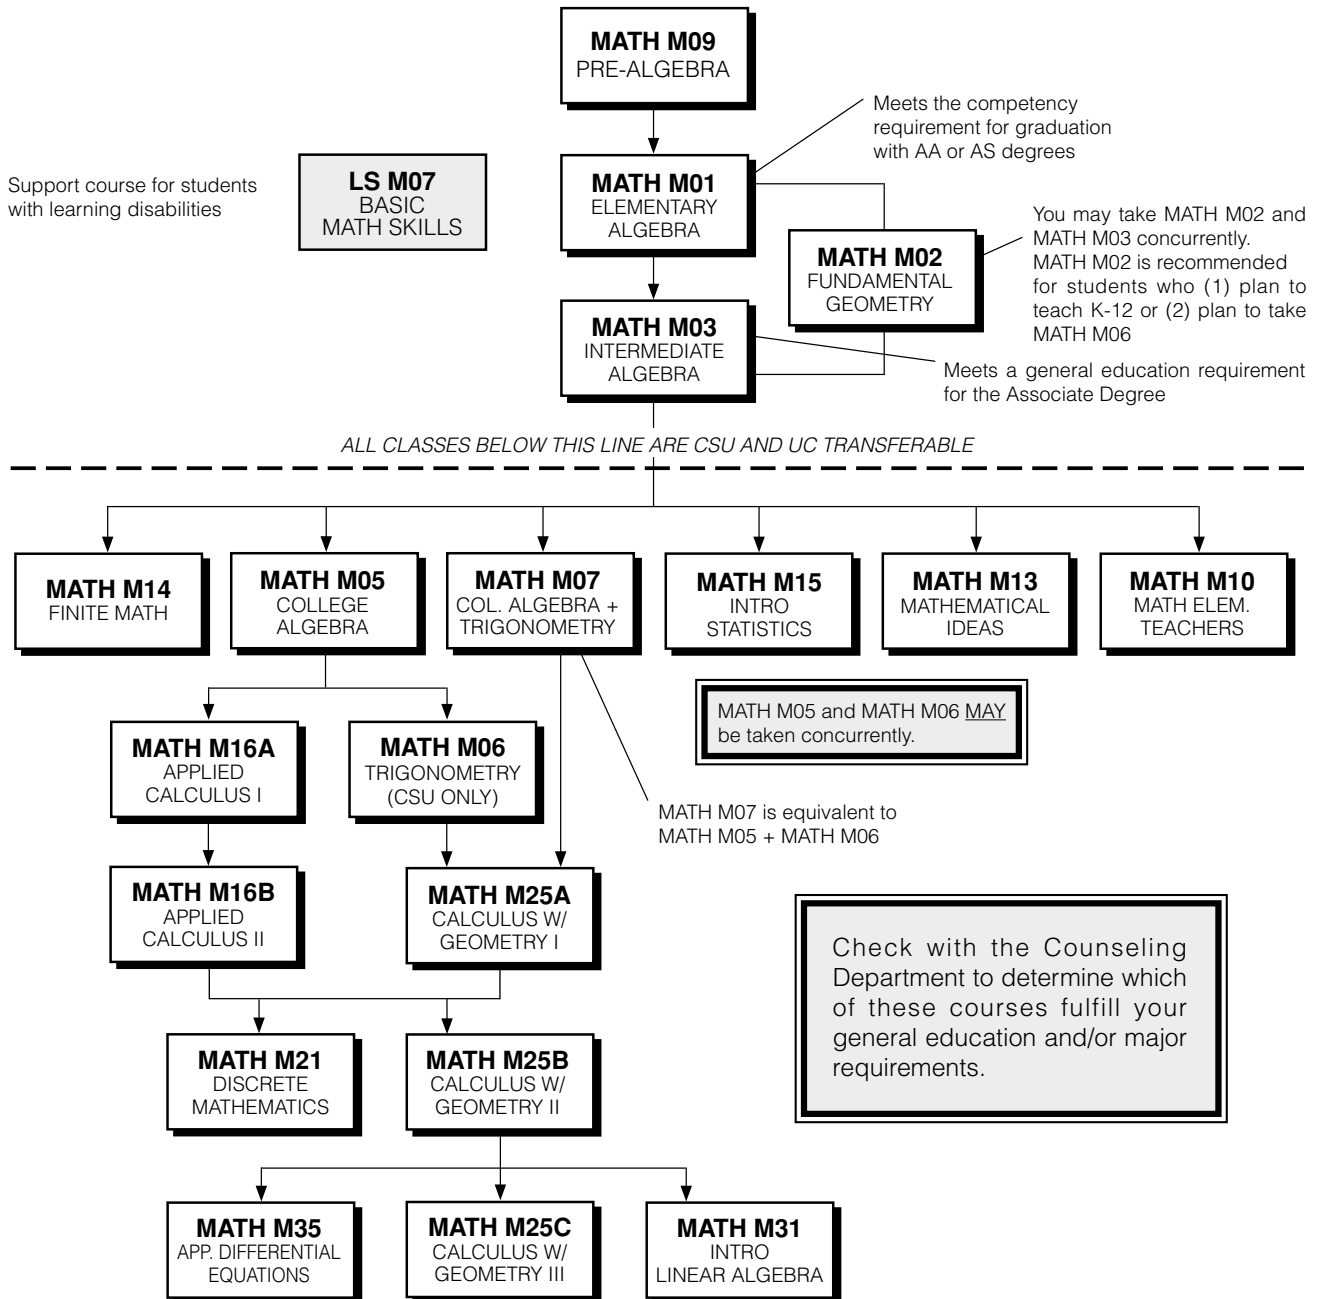 MATH M09
PRE-ALGEBRA
Meets the competency
requirement for graduation
with AA or AS degrees
Support course for students
with learning disabilities
LS M07
BASIC
MATH SKILLS
MATH M01
ELEMENTARY
ALGEBRA
MATH M02
FUNDAMENTAL
GEOMETRY
You may take MATH M02 and
MATH M03 concurrently.
MATH M02 is recommended
for students who (1) plan to
teach K-12 or (2) plan to take
MATH M06
MATH M03
INTERMEDIATE
ALGEBRA
Meets a general education requirement
for the Associate Degree
ALL CLASSES BELOW THIS LINE ARE CSU AND UC TRANSFERABLE
MATH M14
FINITE MATH
MATH M05
COLLEGE
ALGEBRA
MATH M07
COL. ALGEBRA +
TRIGONOMETRY
MATH M15
INTRO
STATISTICS
MATH M13
MATHEMATICAL
IDEAS
MATH M10
MATH ELEM.
TEACHERS
MATH M05 and MATH M06 MAY
be taken concurrently.
MATH M16A
APPLIED
CALCULUS I
MATH M06
TRIGONOMETRY
(CSU ONLY)
MATH M07 is equivalent to
MATH M05 + MATH M06
MATH M16B
APPLIED
CALCULUS II
MATH M25A
CALCULUS W/
GEOMETRY I
Check with the Counseling
Department to determine which
of these courses fulfill your
general education and/or major
requirements.
MATH M21
DISCRETE
MATHEMATICS
MATH M25B
CALCULUS W/
GEOMETRY II
MATH M35
APP. DIFFERENTIAL
EQUATIONS
MATH M25C
CALCULUS W/
GEOMETRY III
MATH M31
INTRO
LINEAR ALGEBRA